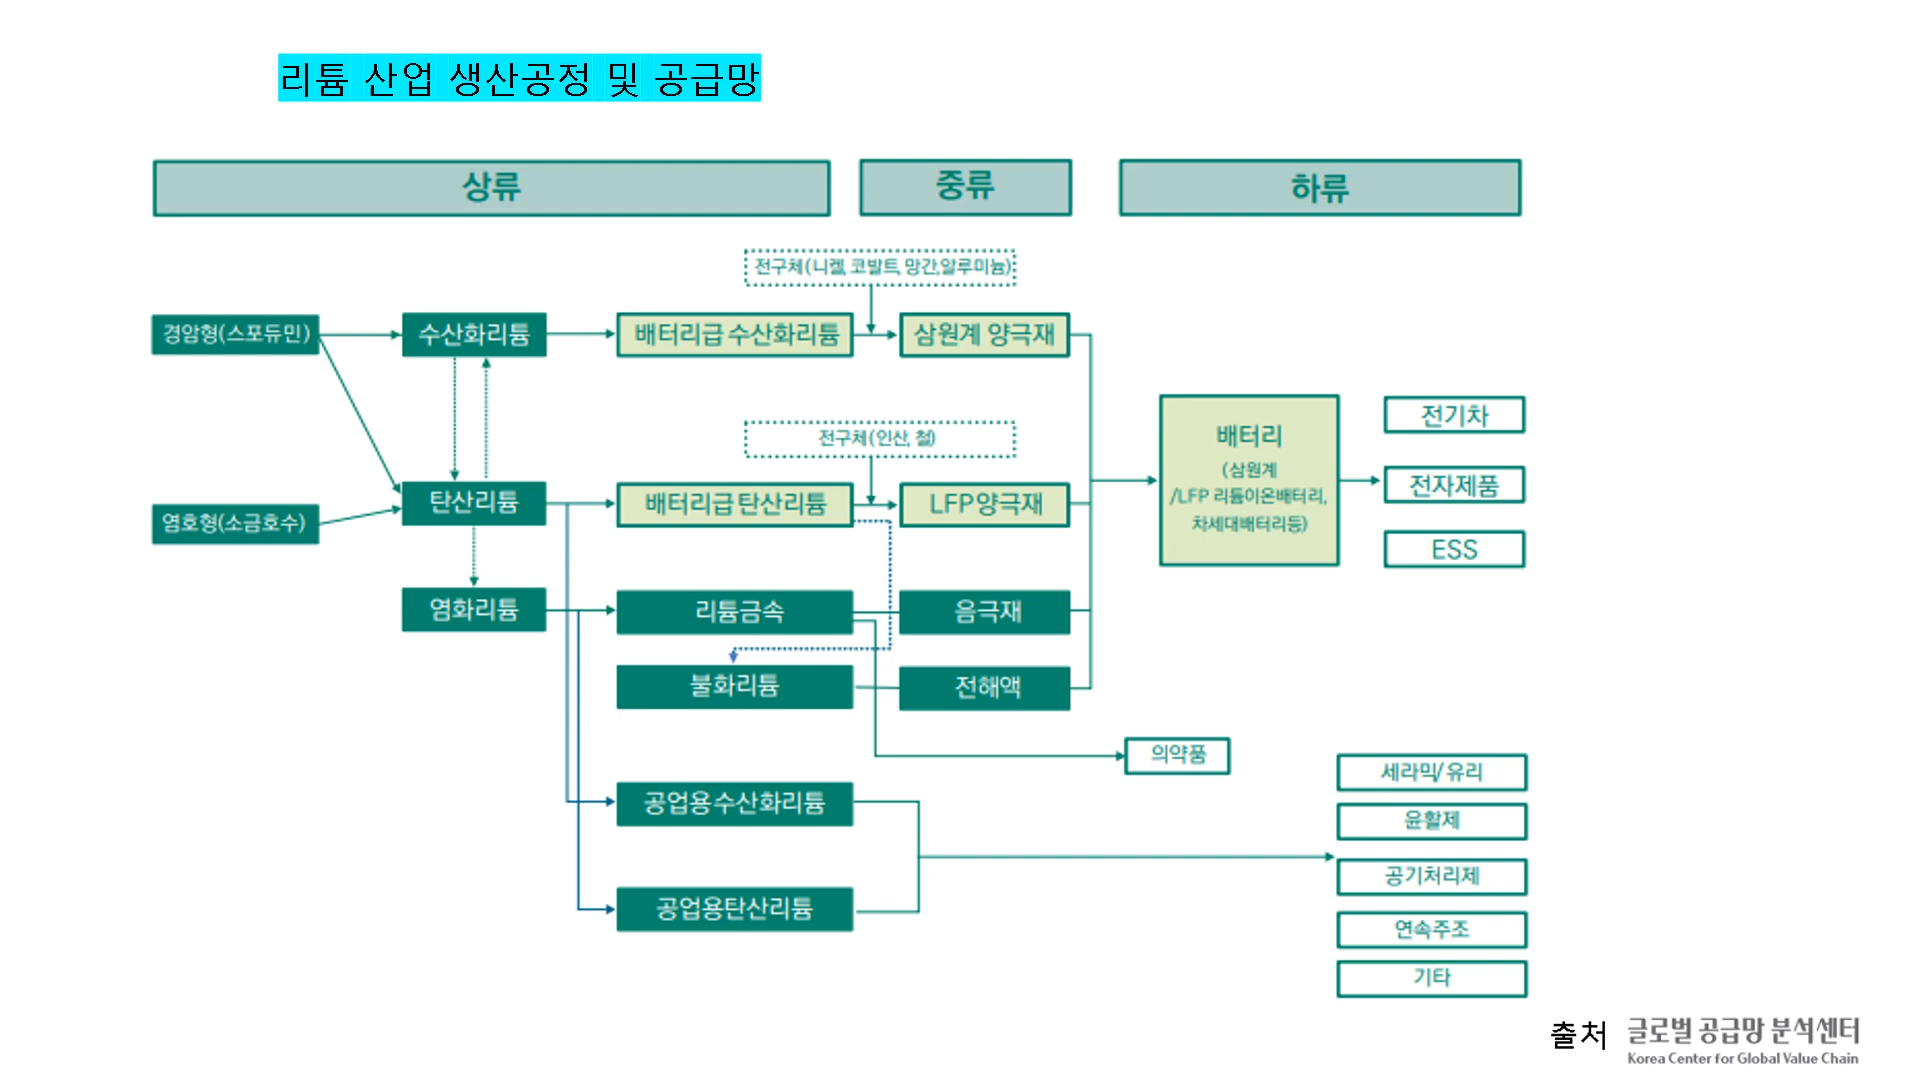 리튬 산업 생산공정 및 공급망
상류
중류
하류
전구체(니켈, 코발트, 망간,알루미늄)
경암형(스포듀민)
수산화리튬
배터리급 수산화리튬
삼원계 양극재
전구체(인산, 철)
염호형(소금호수)
탄산리튬
배터리급 탄산리튬
LFP양극재
배터리
(삼원계
/LFP 리튬이온배터리,
차세대배터리등)
전기차
전자제품
ESS
염화리튬
리튬금속
음극재
불화리튬
전해액
의약품
공업용수산화리튬
공업용탄산리튬
세라믹/유리
윤활제
공기처리제
연속주조
기타
출처 글로벌 공급망 분석센터
Korea Center for Global Value Chain